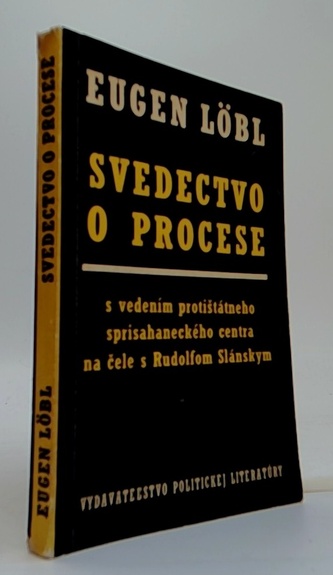 EUGEN LÖBL
SVEDECTVO
O PROCESE
s vedením protištátneho
sprisahaneckého centra
na čele s Rudolfom Slánskym
VYDAVATEĽSTVO POLITICKEJ LITERATÚRY
EUGEN LÖBL
SVEDECTVO O PROCESE